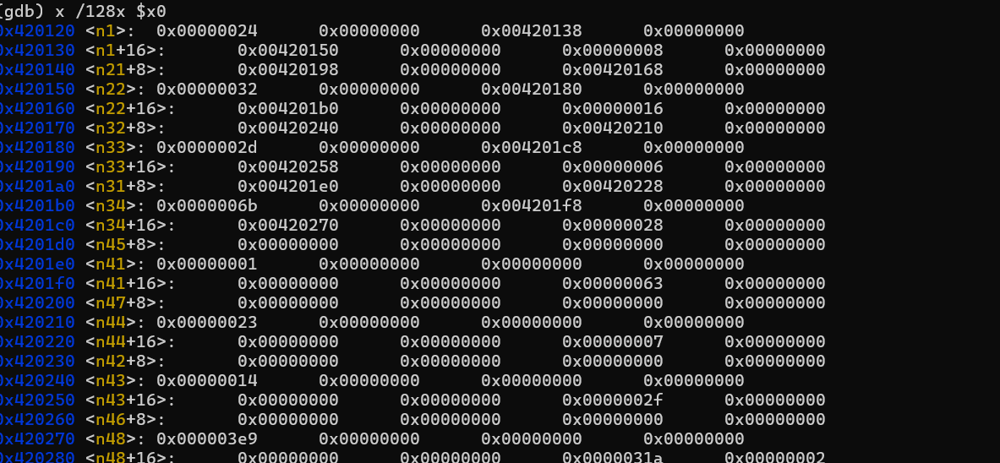 (gdb) x /128x $x0
0x420120 <n1>: 0x00000024 0x00000000 0x00420138 0x00000000
0x420130 <n1+16>: 0x00420150 0x00000000 0x00000008 0x00000000
0x420140 <n21+8>: 0x00420198 0x00000000 0x00420168 0x00000000
0x420150 <n22>: 0x00000032 0x00000000 0x00420180 0x00000000
0x420160 <n22+16>: 0x004201b0 0x00000000 0x00000016 0x00000000
0x420170 <n32+8>: 0x00420240 0x00000000 0x00420210 0x00000000
0x420180 <n33>: 0x0000002d 0x00000000 0x004201c8 0x00000000
0x420190 <n33+16>: 0x00420258 0x00000000 0x00000006 0x00000000
0x4201a0 <n31+8>: 0x004201e0 0x00000000 0x00420228 0x00000000
0x4201b0 <n34>: 0x0000006b 0x00000000 0x004201f8 0x00000000
0x4201c0 <n34+16>: 0x00420270 0x00000000 0x00000028 0x00000000
0x4201d0 <n45+8>: 0x00000000 0x00000000 0x00000000 0x00000000
0x4201e0 <n41>: 0x00000001 0x00000000 0x00000000 0x00000000
0x4201f0 <n41+16>: 0x00000000 0x00000000 0x00000063 0x00000000
0x420200 <n47+8>: 0x00000000 0x00000000 0x00000000 0x00000000
0x420210 <n44>: 0x00000023 0x00000000 0x00000000 0x00000000
0x420220 <n44+16>: 0x00000000 0x00000000 0x00000007 0x00000000
0x420230 <n42+8>: 0x00000000 0x00000000 0x00000000 0x00000000
0x420240 <n43>: 0x00000014 0x00000000 0x00000000 0x00000000
0x420250 <n43+16>: 0x00000000 0x00000000 0x0000002f 0x00000000
0x420260 <n46+8>: 0x00000000 0x00000000 0x00000000 0x00000000
0x420270 <n48>: 0x000003e9 0x00000000 0x00000000 0x00000000
0x420280 <n48+16>: 0x00000000 0x00000000 0x0000031a 0x00000002